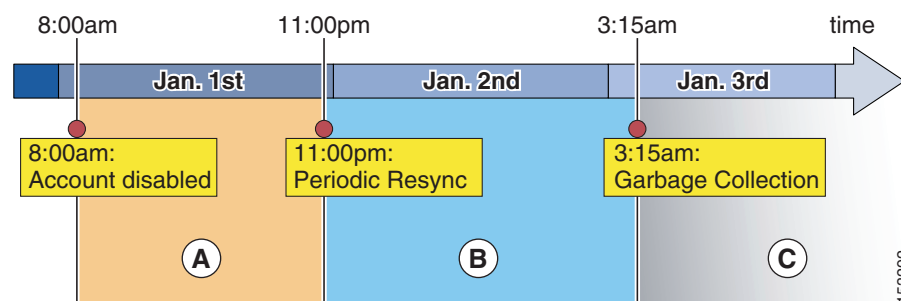 8:00am 11:00pm 3:15am time
Jan. 1st Jan. 2nd Jan. 3rd
8:00am:
Account disabled
11:00pm:
Periodic Resync
3:15am:
Garbage Collection
A B C